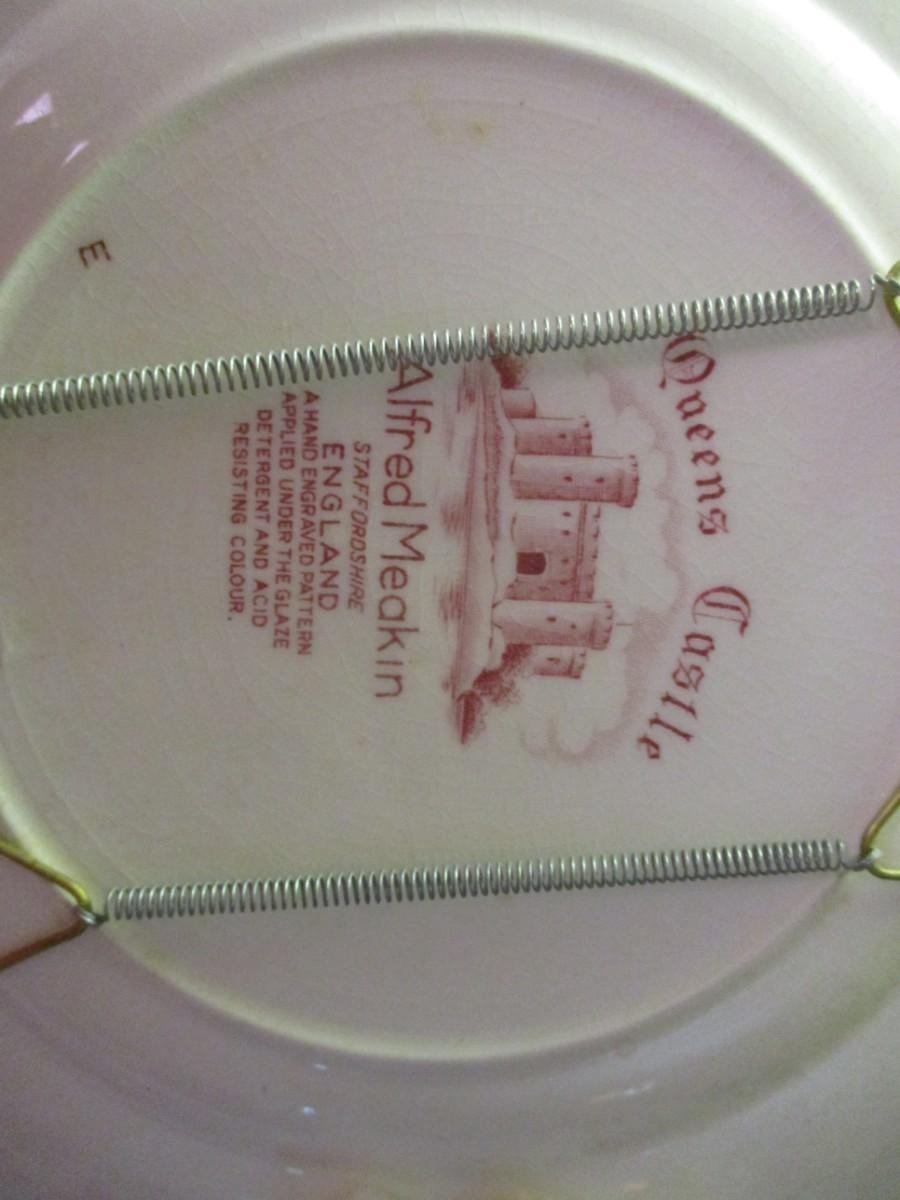 Queens Castle
Alfred Meakin
STAFFORDSHIRE
ENGLAND
A HAND ENGRAVED PATTERN
APPLIED UNDER THE GLAZE
DETERGENT AND ACID
RESISTING COLOUR.
E